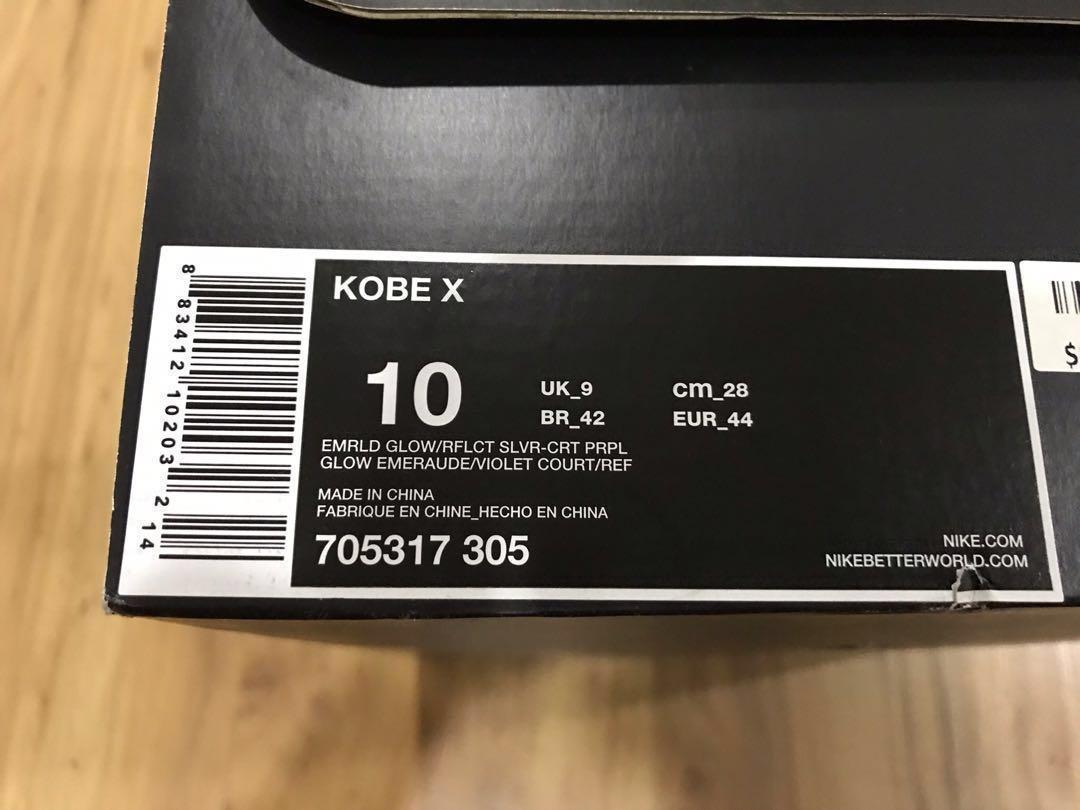 KOBE X
10
UK_9 cm_28
BR_42 EUR_44
EMRLD GLOW/RFLCT SLVR-CRT PRPL
GLOW EMERAUDE/VIOLET COURT/REF
MADE IN CHINA
FABRIQUE EN CHINE_HECHO EN CHINA
705317 305
NIKE.COM
NIKEBETTERWORLD.COM
8 83412 10203 2 14
$